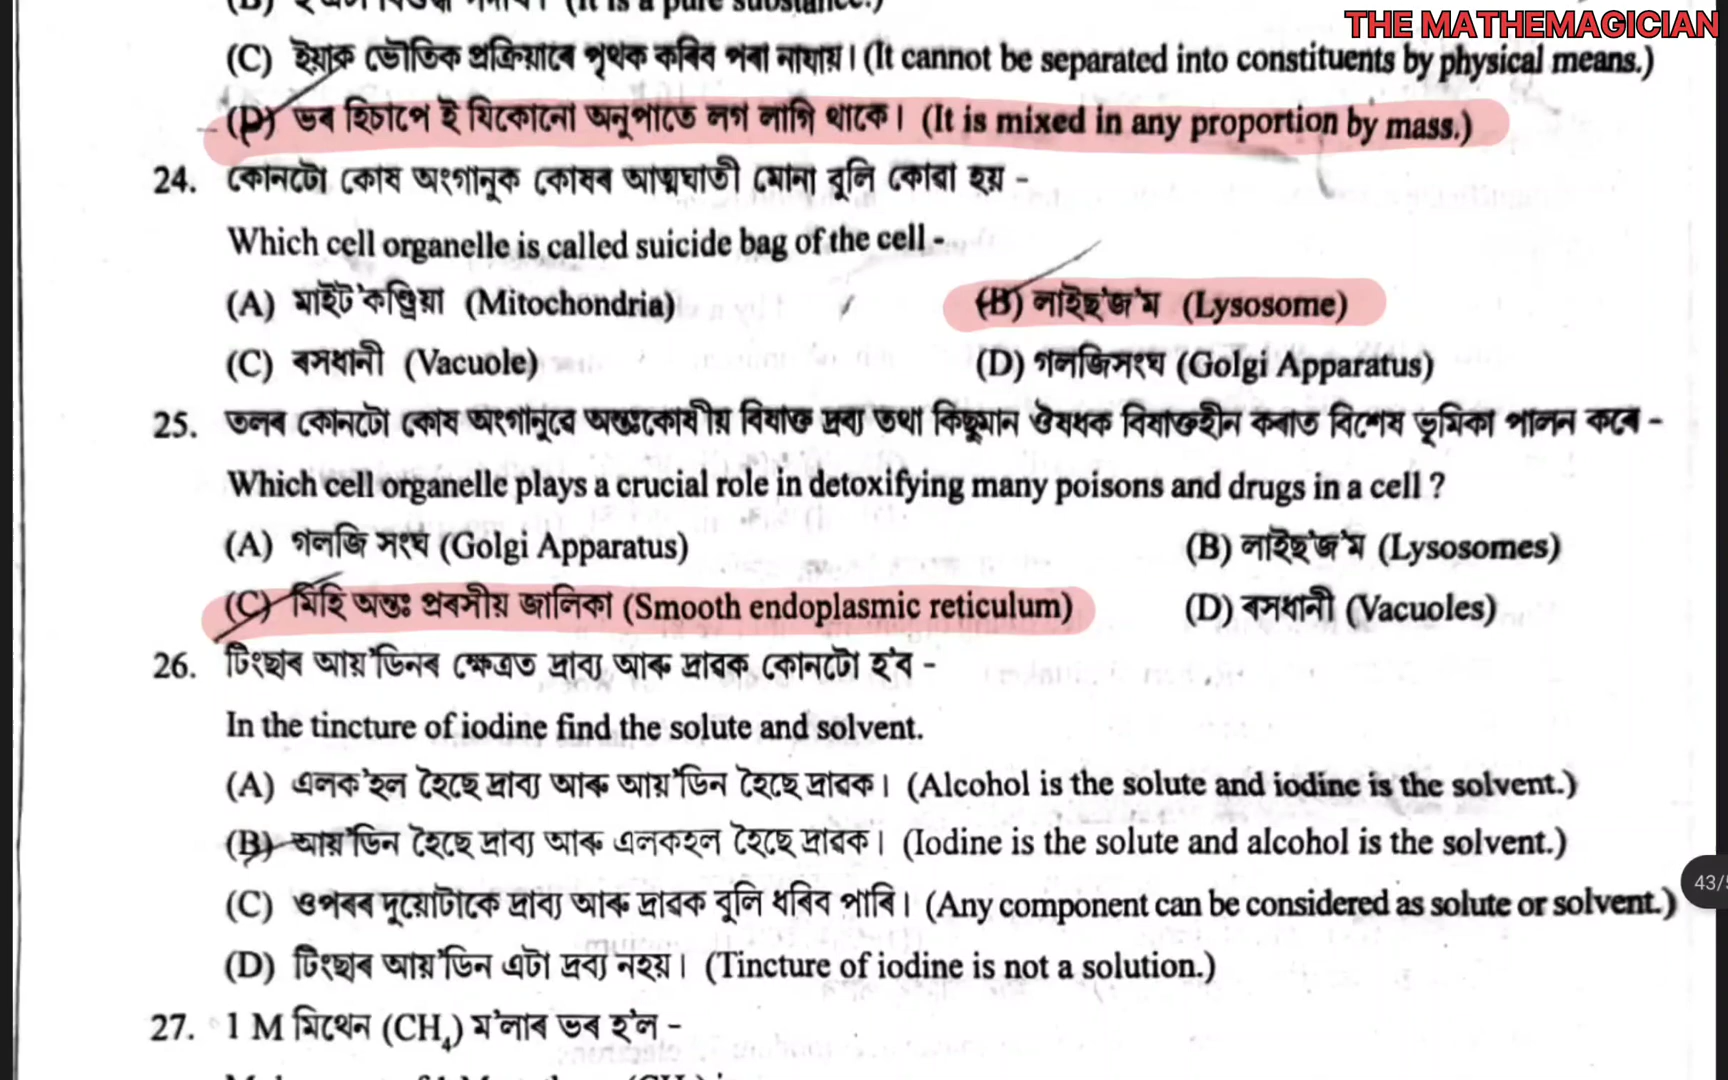 THE MATHEMAGICIAN
(C) ইয়াক ভৌতিক প্ৰক্ৰিয়াৰে পৃথক কৰিব পৰা নাযায়। (It cannot be separated into constituents by physical means.)
(D) ভৰ হিচাপে ই যিকোনো অনুপাতে লগ লাগি থাকে। (It is mixed in any proportion by mass.)
24. কোনটো কোষ অংগানুক কোষৰ আত্মঘাতী মোনা বুলি কোৱা হয় -
Which cell organelle is called suicide bag of the cell -
(A) মাইট'কণ্ড্ৰিয়া (Mitochondria) (B) লাইছ'জ'ম (Lysosome)
(C) ৰসধানী (Vacuole) (D) গলজিসংঘ (Golgi Apparatus)
25. তলৰ কোনটো কোষ অংগানুৱে অন্তঃকোষীয় বিষাক্ত দ্ৰব্য তথা কিছুমান ঔষধক বিষাক্তহীন কৰাত বিশেষ ভূমিকা পালন কৰে -
Which cell organelle plays a crucial role in detoxifying many poisons and drugs in a cell ?
(A) গলজি সংঘ (Golgi Apparatus) (B) লাইছ'জ'ম (Lysosomes)
(C) মিহি অন্তঃ প্ৰৰসীয় জালিকা (Smooth endoplasmic reticulum) (D) ৰসধানী (Vacuoles)
26. টিংছাৰ আয়'ডিনৰ ক্ষেত্ৰত দ্ৰাব্য আৰু দ্ৰাৱক কোনটো হ'ব -
In the tincture of iodine find the solute and solvent.
(A) এলক'হল হৈছে দ্ৰাব্য আৰু আয়'ডিন হৈছে দ্ৰাৱক। (Alcohol is the solute and iodine is the solvent.)
(B) আয়'ডিন হৈছে দ্ৰাব্য আৰু এলকহল হৈছে দ্ৰাৱক। (Iodine is the solute and alcohol is the solvent.)
43/5
(C) ওপৰৰ দুয়োটাকে দ্ৰাব্য আৰু দ্ৰাৱক বুলি ধৰিব পাৰি। (Any component can be considered as solute or solvent.)
(D) টিংছাৰ আয়'ডিন এটা দ্ৰব্য নহয়। (Tincture of iodine is not a solution.)
27. 1 M মিথেন (CH₄) ম'লাৰ ভৰ হ'ল -